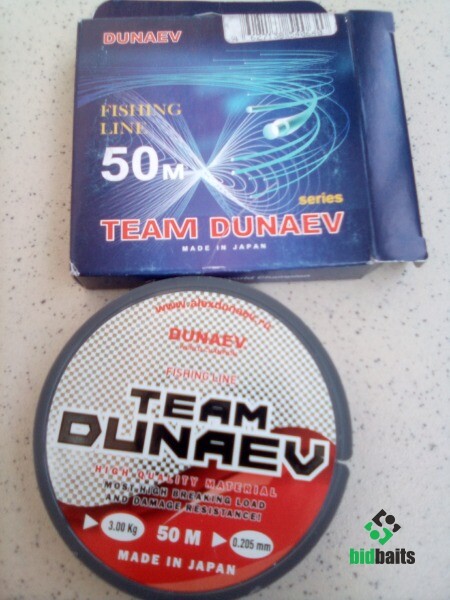 DUNAEV
FISHING
LINE
50м
series
TEAM DUNAEV
MADE IN JAPAN
DUNAEV
FISHING LINE
TEAM
DUNAEV
HIGH-QUALITY MATERIAL
MOST-HIGH BREAKING LOAD
AND DAMAGE RESISTANCE!
3.00 Kg
50 M
0.205 mm
MADE IN JAPAN
bidbaits